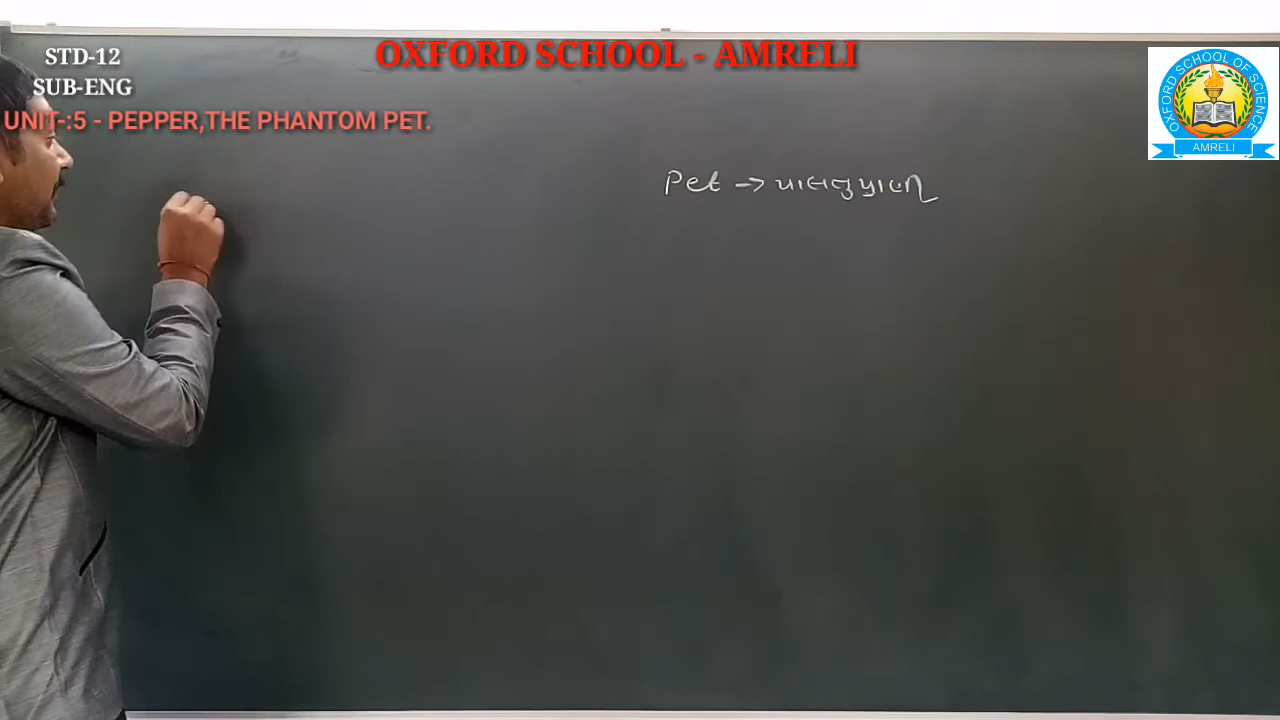 STD-12
SUB-ENG
OXFORD SCHOOL - AMRELI
UNIT-:5 - PEPPER,THE PHANTOM PET.
OXFORD SCHOOL OF SCIENCE
AMRELI
Pet → પાલતુ પ્રાણી